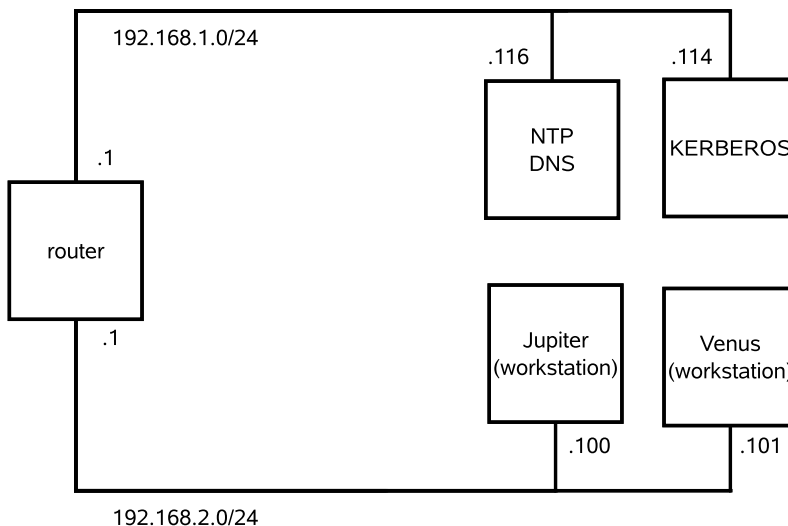 192.168.1.0/24
.116
.114
NTP
DNS
KERBEROS
.1
router
.1
Jupiter
(workstation)
Venus
(workstation)
.100
.101
192.168.2.0/24